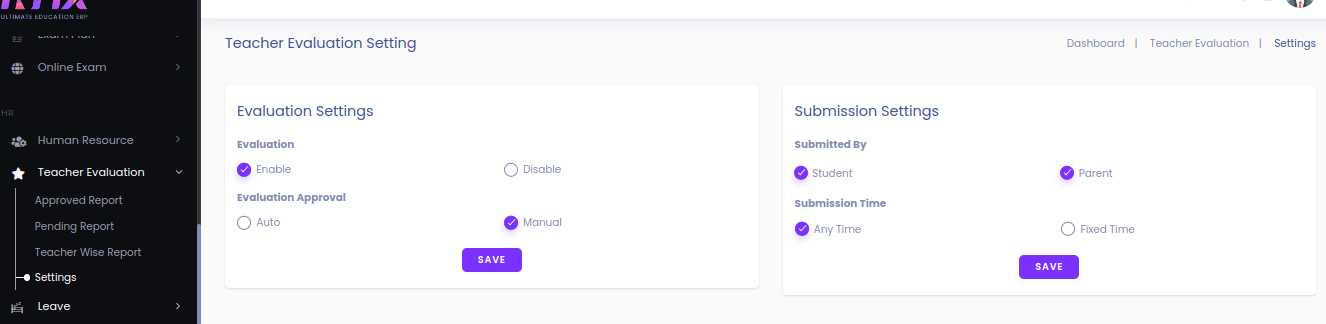 ULTIMATE EDUCATION ERP
Exam Plan
Online Exam
HR
Human Resource
Teacher Evaluation
Approved Report
Pending Report
Teacher Wise Report
Settings
Leave
Teacher Evaluation Setting
Dashboard | Teacher Evaluation | Settings
Evaluation Settings
Evaluation
Enable Disable
Evaluation Approval
Auto Manual
SAVE
Submission Settings
Submitted By
Student Parent
Submission Time
Any Time Fixed Time
SAVE